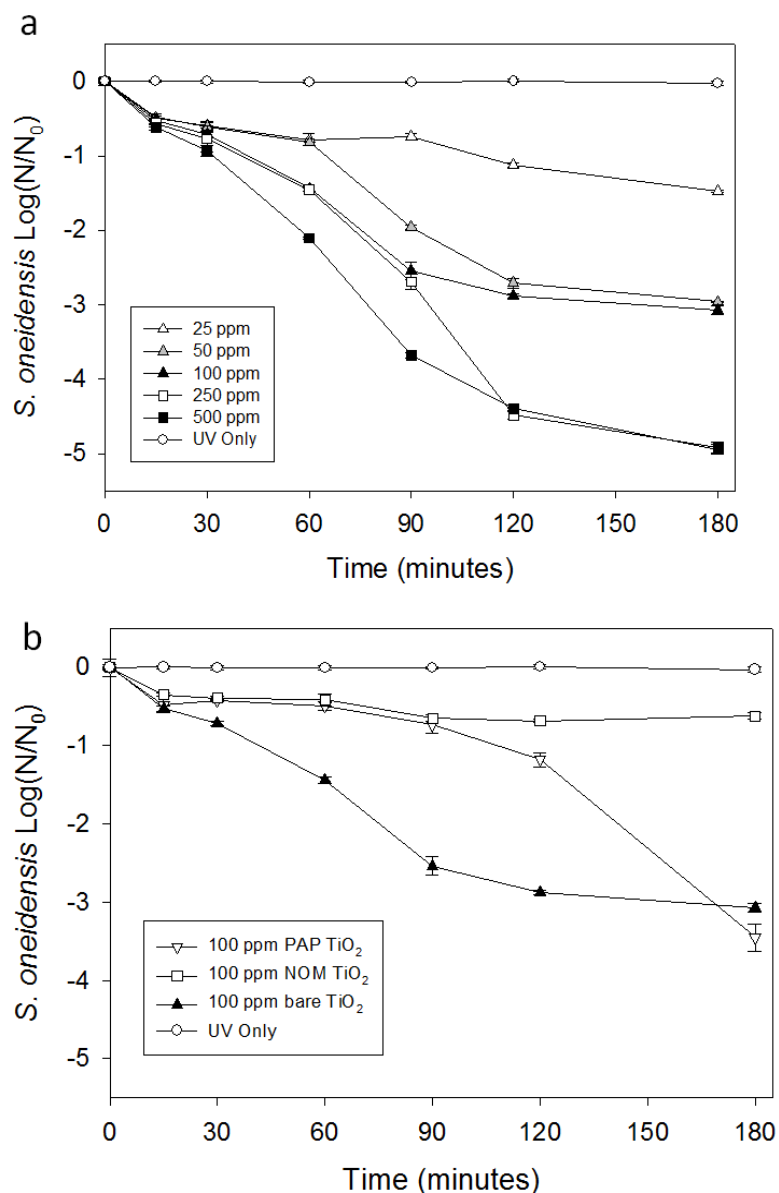 a
0
-1
-2
-3
-4
-5
S. oneidensis Log(N/N₀)
25 ppm
50 ppm
100 ppm
250 ppm
500 ppm
UV Only
0 30 60 90 120 150 180
Time (minutes)
b
0
-1
-2
-3
-4
-5
S. oneidensis Log(N/N₀)
100 ppm PAP TiO₂
100 ppm NOM TiO₂
100 ppm bare TiO₂
UV Only
0 30 60 90 120 150 180
Time (minutes)